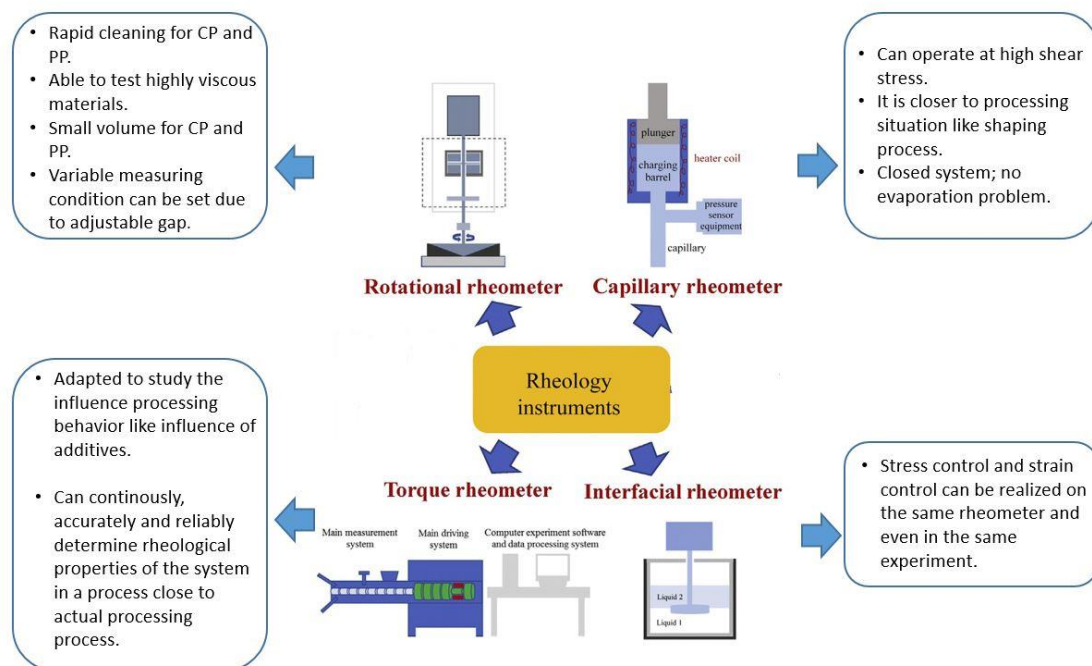 • Rapid cleaning for CP and
PP.
• Able to test highly viscous
materials.
• Small volume for CP and
PP.
• Variable measuring
condition can be set due
to adjustable gap.
plunger
charging
barrel
heater coil
pressure
sensor
equipment
capillary
• Can operate at high shear
stress.
• It is closer to processing
situation like shaping
process.
• Closed system; no
evaporation problem.
Rotational rheometer
Capillary rheometer
Rheology
instruments
• Adapted to study the
influence processing
behavior like influence of
additives.
• Can continously,
accurately and reliably
determine rheological
properties of the system
in a process close to
actual processing
process.
Torque rheometer
Interfacial rheometer
Main measurement
system
Main driving
system
Computer experiment software
and data processing system
Liquid 2
Liquid 1
• Stress control and strain
control can be realized on
the same rheometer and
even in the same
experiment.